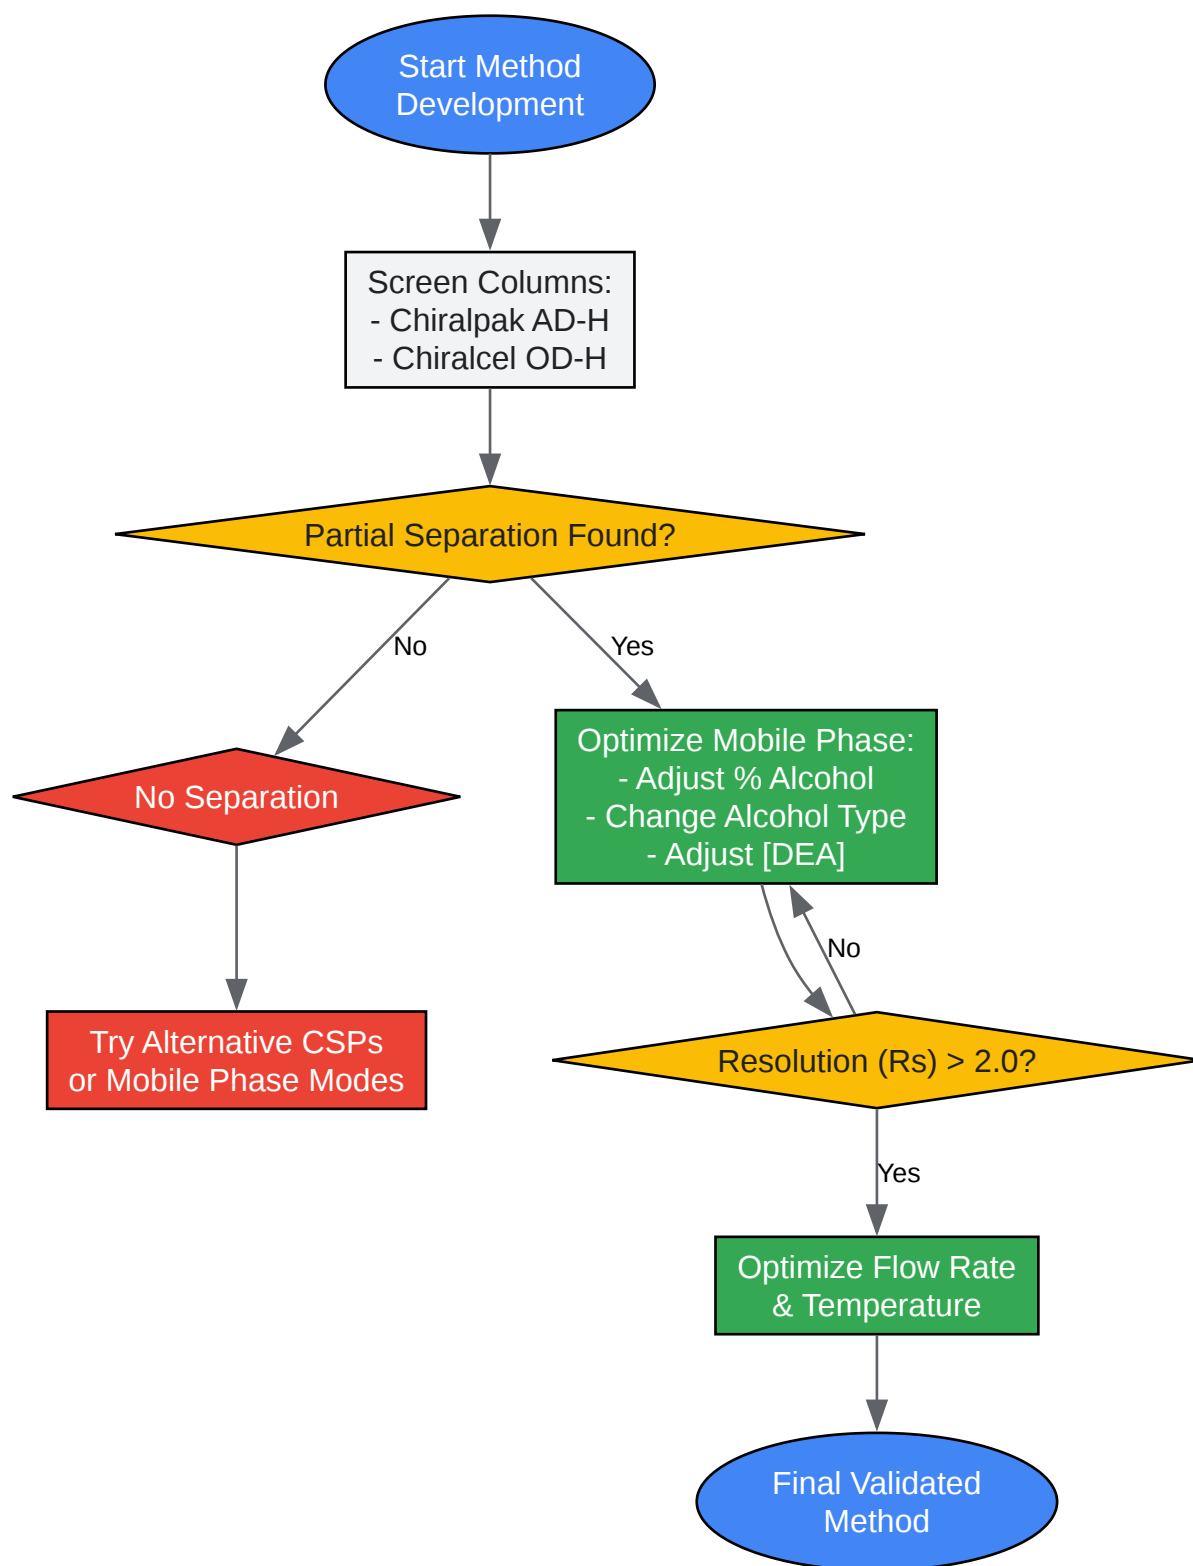 Start Method
Development
Screen Columns:
- Chiralpak AD-H
- Chiralcel OD-H
Partial Separation Found?
No
Yes
No Separation
Optimize Mobile Phase:
- Adjust % Alcohol
- Change Alcohol Type
- Adjust [DEA]
No
Try Alternative CSPs
or Mobile Phase Modes
Resolution (Rs) > 2.0?
Yes
Optimize Flow Rate
& Temperature
Final Validated
Method